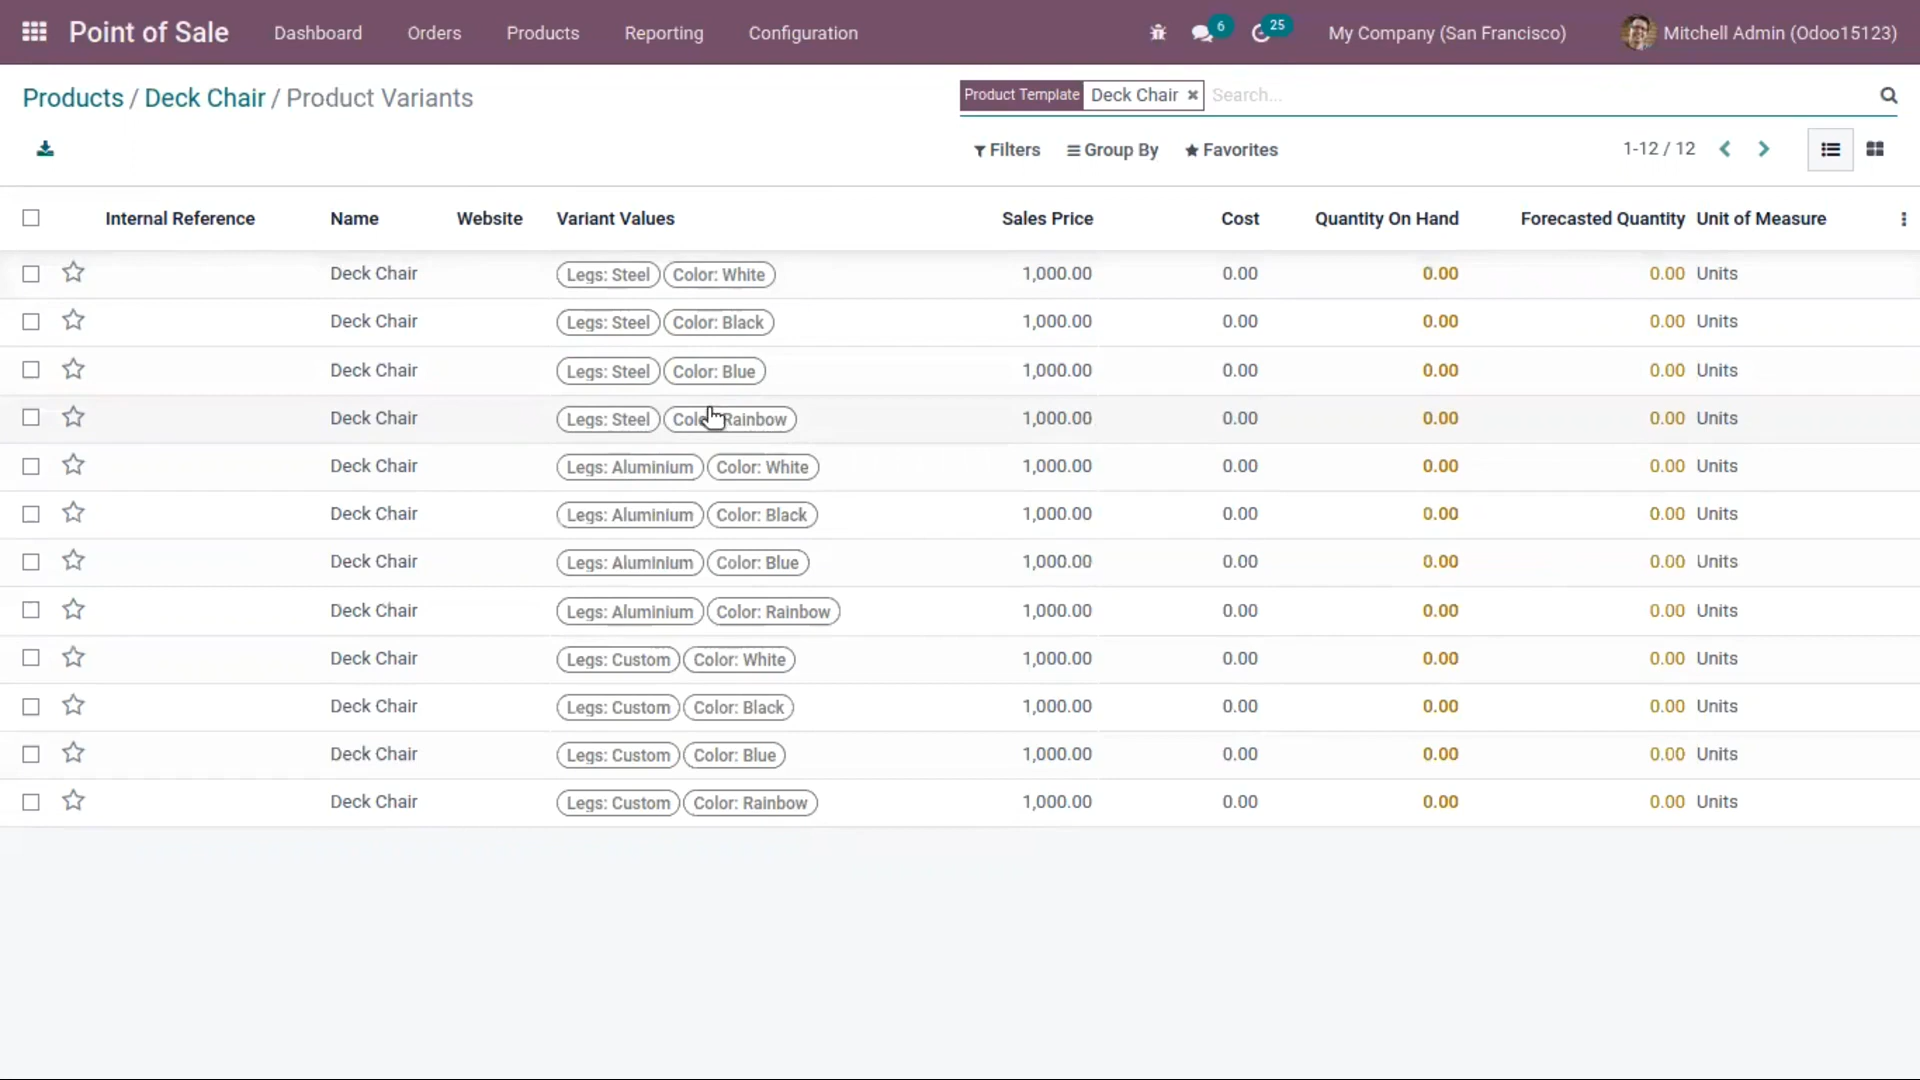 Point of Sale Dashboard Orders Products Reporting Configuration 6 25 My Company (San Francisco) Mitchell Admin (Odoo15123)
Products / Deck Chair / Product Variants
Product Template Deck Chair Search...
Filters Group By Favorites 1-12 / 12
Internal Reference Name Website Variant Values Sales Price Cost Quantity On Hand Forecasted Quantity Unit of Measure
Deck Chair Legs: Steel Color: White 1,000.00 0.00 0.00 0.00 Units
Deck Chair Legs: Steel Color: Black 1,000.00 0.00 0.00 0.00 Units
Deck Chair Legs: Steel Color: Blue 1,000.00 0.00 0.00 0.00 Units
Deck Chair Legs: Steel Color: Rainbow 1,000.00 0.00 0.00 0.00 Units
Deck Chair Legs: Aluminium Color: White 1,000.00 0.00 0.00 0.00 Units
Deck Chair Legs: Aluminium Color: Black 1,000.00 0.00 0.00 0.00 Units
Deck Chair Legs: Aluminium Color: Blue 1,000.00 0.00 0.00 0.00 Units
Deck Chair Legs: Aluminium Color: Rainbow 1,000.00 0.00 0.00 0.00 Units
Deck Chair Legs: Custom Color: White 1,000.00 0.00 0.00 0.00 Units
Deck Chair Legs: Custom Color: Black 1,000.00 0.00 0.00 0.00 Units
Deck Chair Legs: Custom Color: Blue 1,000.00 0.00 0.00 0.00 Units
Deck Chair Legs: Custom Color: Rainbow 1,000.00 0.00 0.00 0.00 Units